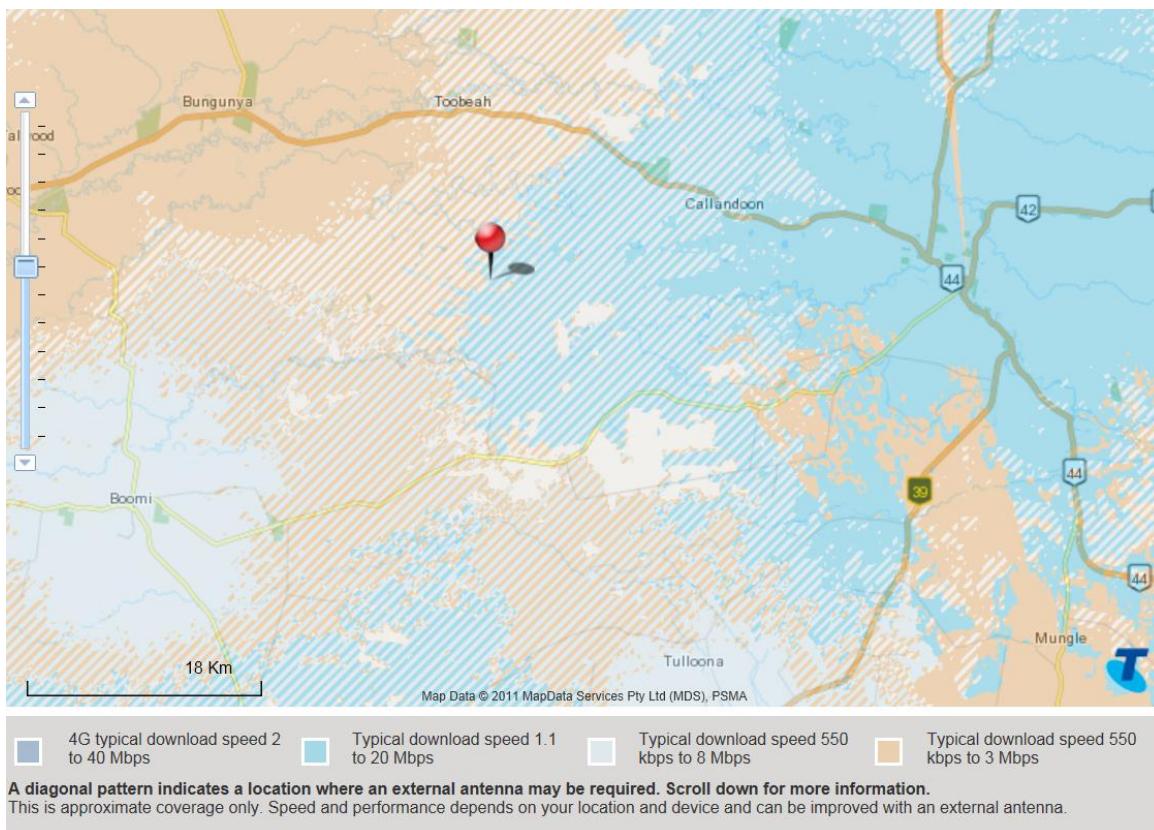 Bungunya
Toobeah
Callandoon
42
44
39
44
44
Boomi
Mungle
Tulloona
18 Km
Map Data © 2011 MapData Services Pty Ltd (MDS), PSMA
4G typical download speed 2
to 40 Mbps
Typical download speed 1.1
to 20 Mbps
Typical download speed 550
kbps to 8 Mbps
Typical download speed 550
kbps to 3 Mbps
A diagonal pattern indicates a location where an external antenna may be required. Scroll down for more information.
This is approximate coverage only. Speed and performance depends on your location and device and can be improved with an external antenna.